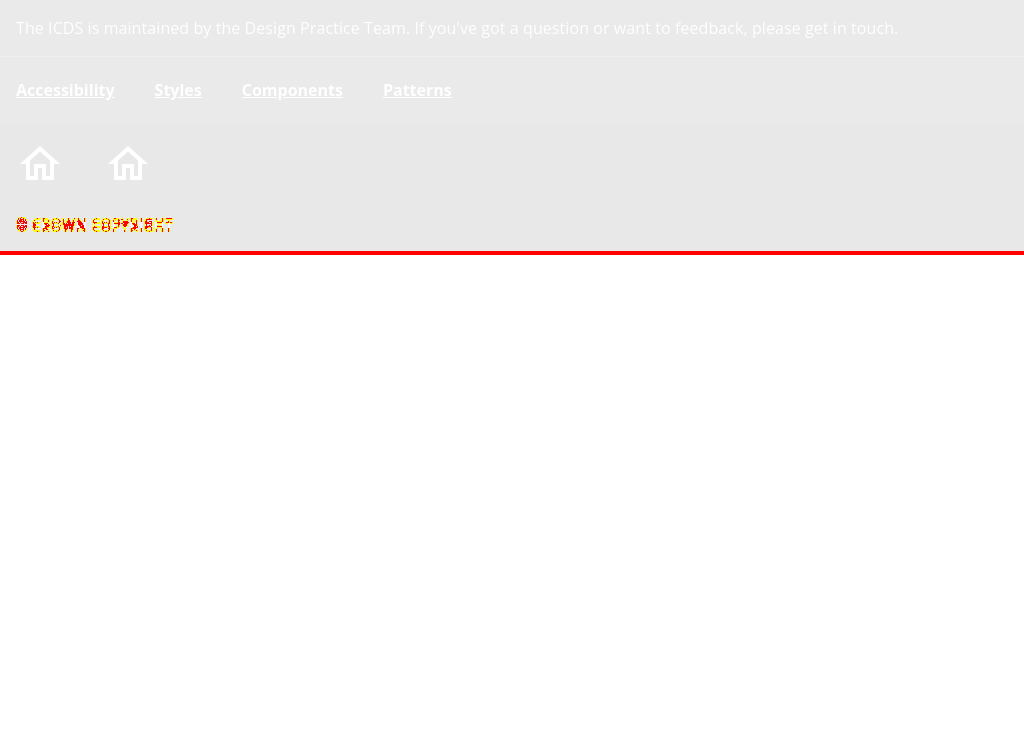 The ICDS is maintained by the Design Practice Team. If you've got a question or want to feedback, please get in touch.
Accessibility Styles Components Patterns
© CROWN COPYRIGHT